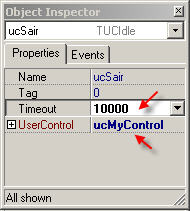 Object Inspector
ucSair TUCIdle
Properties Events
Name ucSair
Tag 0
Timeout 10000
UserControl ucMyControl
All shown